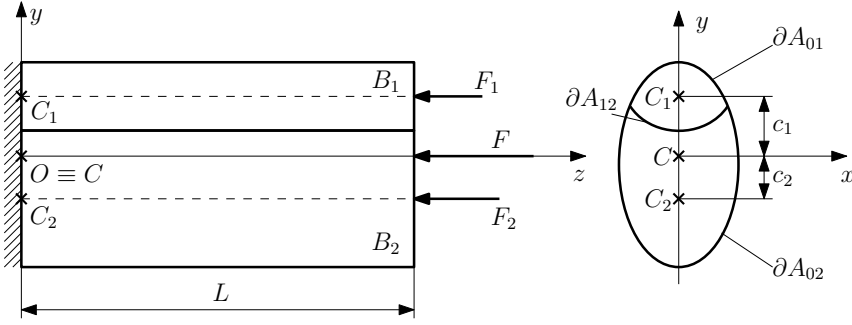 y
B₁
F₁
C₁
F
O ≡ C
z
C₂
F₂
B₂
L
y
∂A₀₁
∂A₁₂
C₁
c₁
C
x
C₂
c₂
∂A₀₂